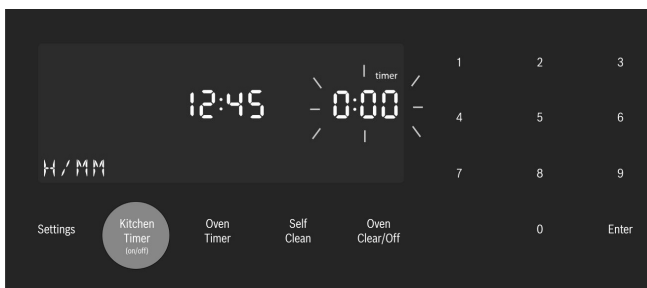 timer
12:45
0:00
H/MM
1 2 3
4 5 6
7 8 9
0 Enter
Settings
Kitchen
Timer
(on/off)
Oven
Timer
Self
Clean
Oven
Clear/Off